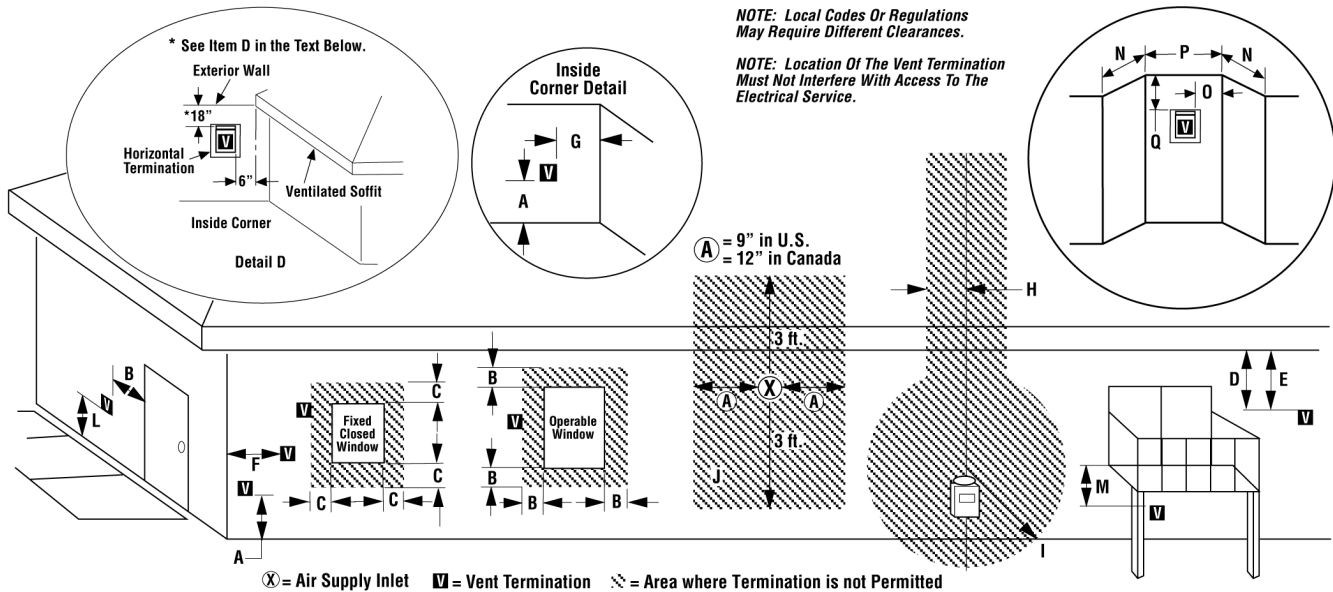 * See Item D in the Text Below.
Exterior Wall
*18"
V
Horizontal
Termination
6"
Ventilated Soffit
Inside Corner
Detail D
Inside
Corner Detail
G
V
A
NOTE: Local Codes Or Regulations
May Require Different Clearances.
NOTE: Location Of The Vent Termination
Must Not Interfere With Access To The
Electrical Service.
N P N
O
V
Q
A = 9" in U.S.
= 12" in Canada
H
3 ft.
X
A A
3 ft.
J
B
V
L
F
V
V
A
V
Fixed
Closed
Window
C
C
C C
B
V
Operable
Window
B
B B
I
D E
V
M
V
X = Air Supply Inlet V = Vent Termination = Area where Termination is not Permitted